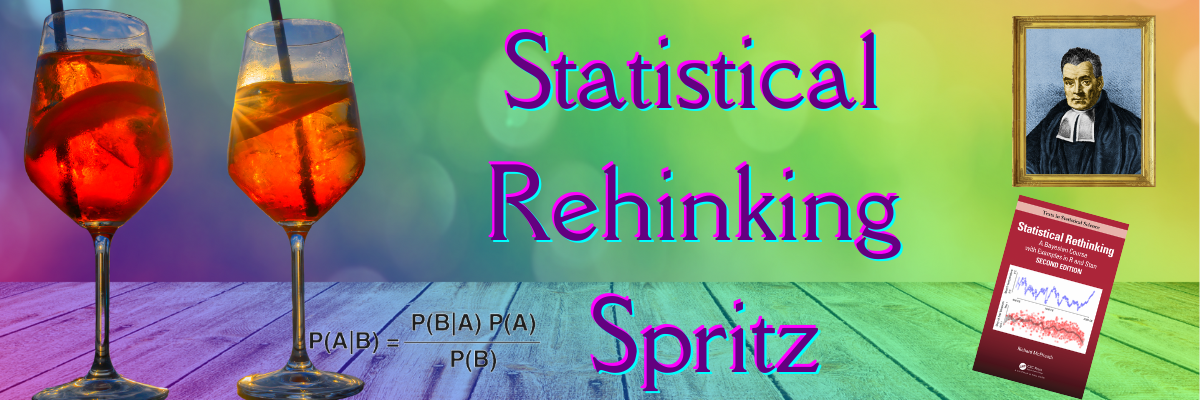 Statistical
Rehinking
Spritz
P(A|B) = P(B|A) P(A)
P(B)
Texts in Statistical Science
Statistical Rethinking
A Bayesian Course
with Examples in R and Stan
SECOND EDITION
Richard McElreath
CRC Press